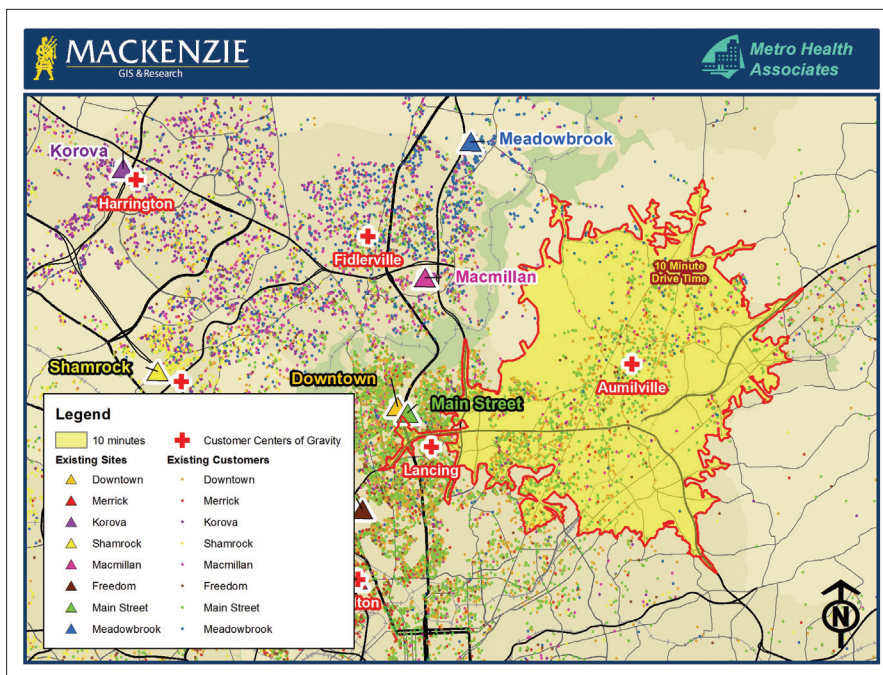 MACKENZIE
GIS & Research
Metro Health
Associates
Korova
Harrington
Meadowbrook
Fidlerville
Macmillan
10 Minute
Drive Time
Shamrock
Downtown
Main Street
Aumilville
Lancing
ton
Legend
10 minutes
Customer Centers of Gravity
Existing Sites
Existing Customers
Downtown
Downtown
Merrick
Merrick
Korova
Korova
Shamrock
Shamrock
Macmillan
Macmillan
Freedom
Freedom
Main Street
Main Street
Meadowbrook
Meadowbrook
N